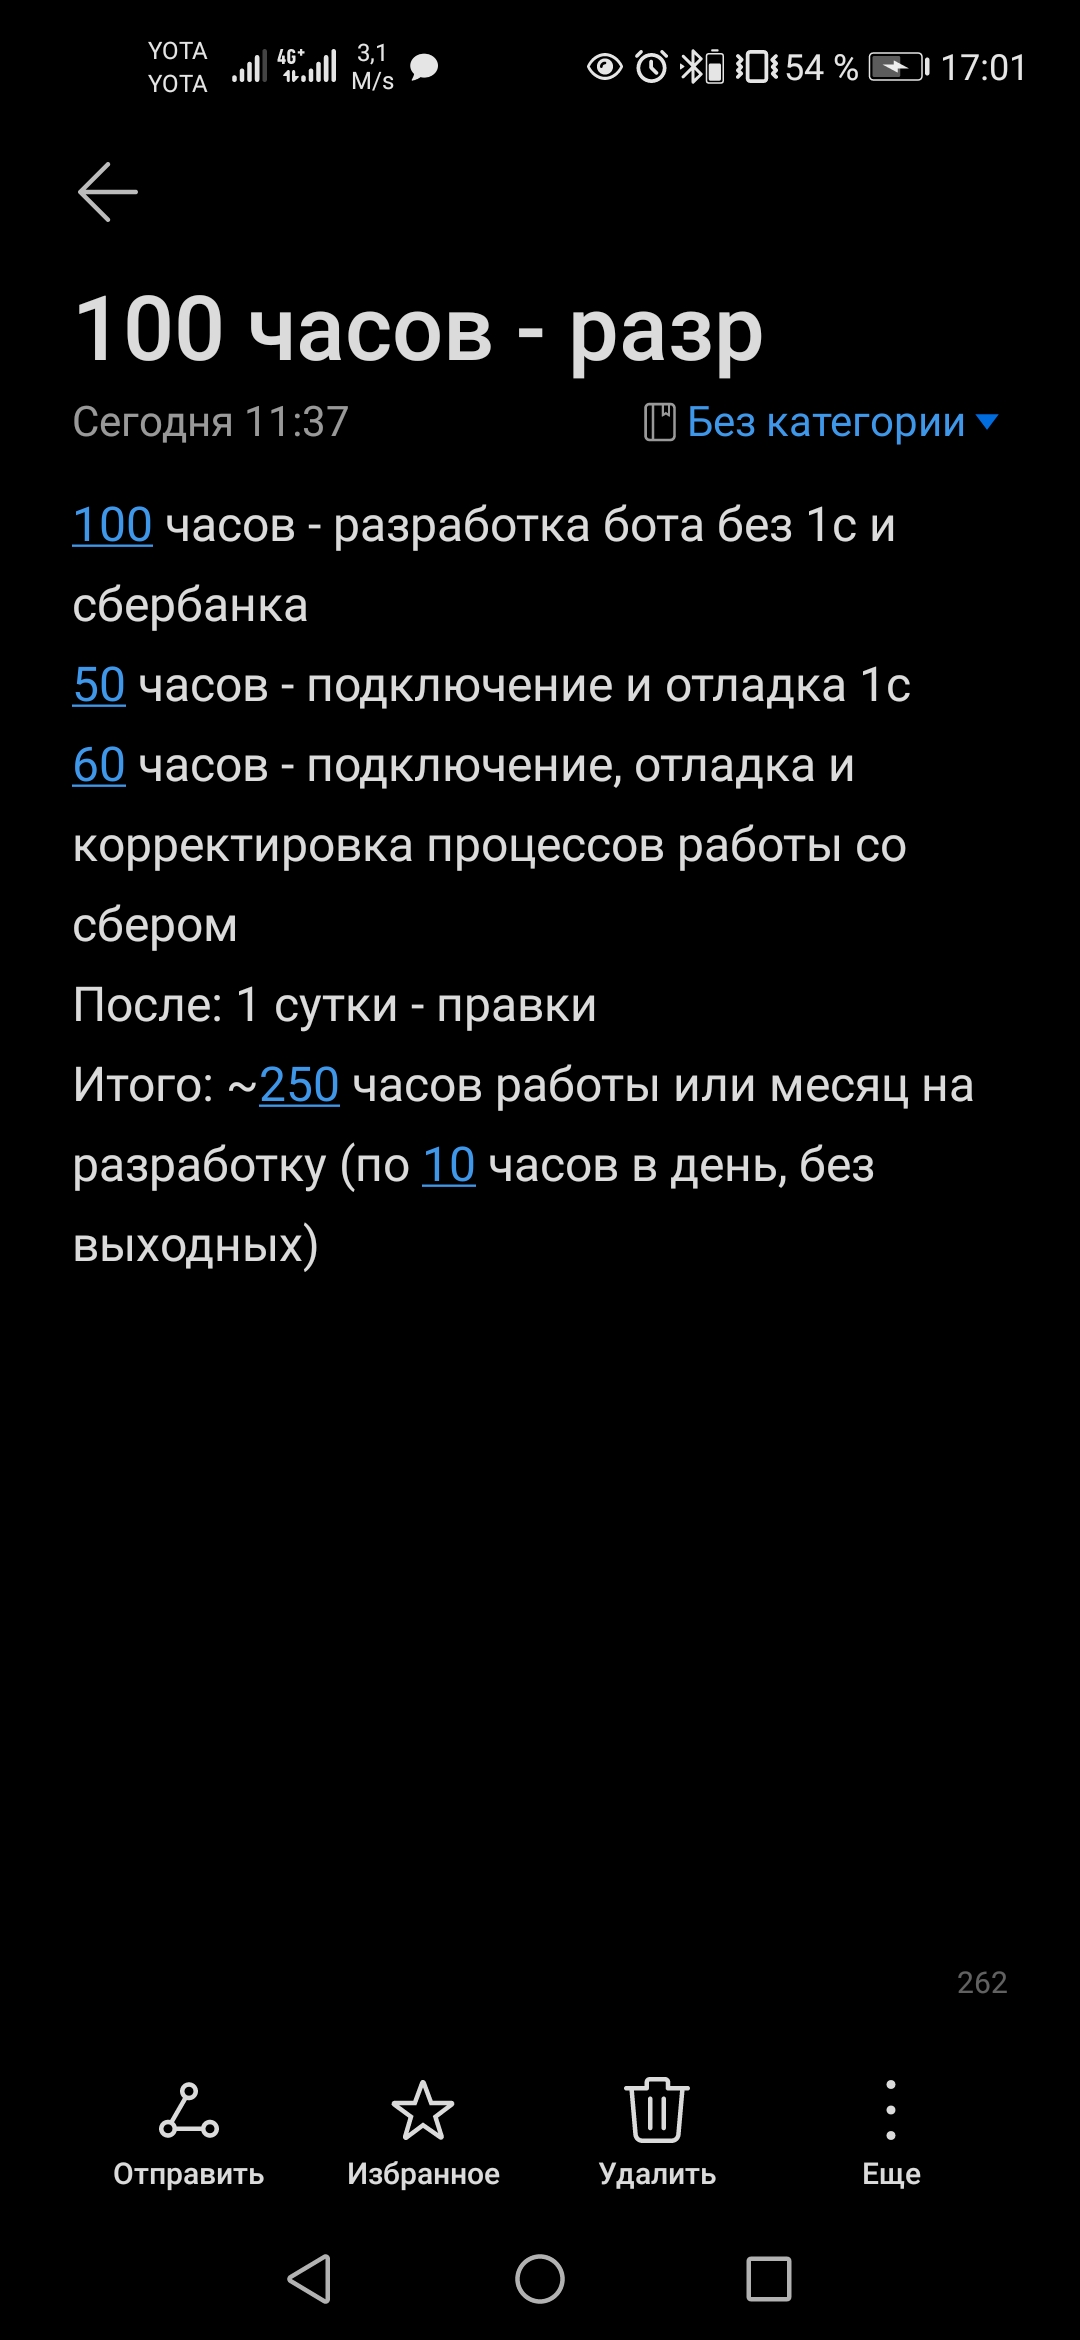 YOTA
YOTA
4G+
3,1
M/s
54 %
17:01
100 часов - разр
Сегодня 11:37
Без категории
100 часов - разработка бота без 1с и
сбербанка
50 часов - подключение и отладка 1с
60 часов - подключение, отладка и
корректировка процессов работы со
сбером
После: 1 сутки - правки
Итого: ~250 часов работы или месяц на
разработку (по 10 часов в день, без
выходных)
262
Отправить
Избранное
Удалить
Еще